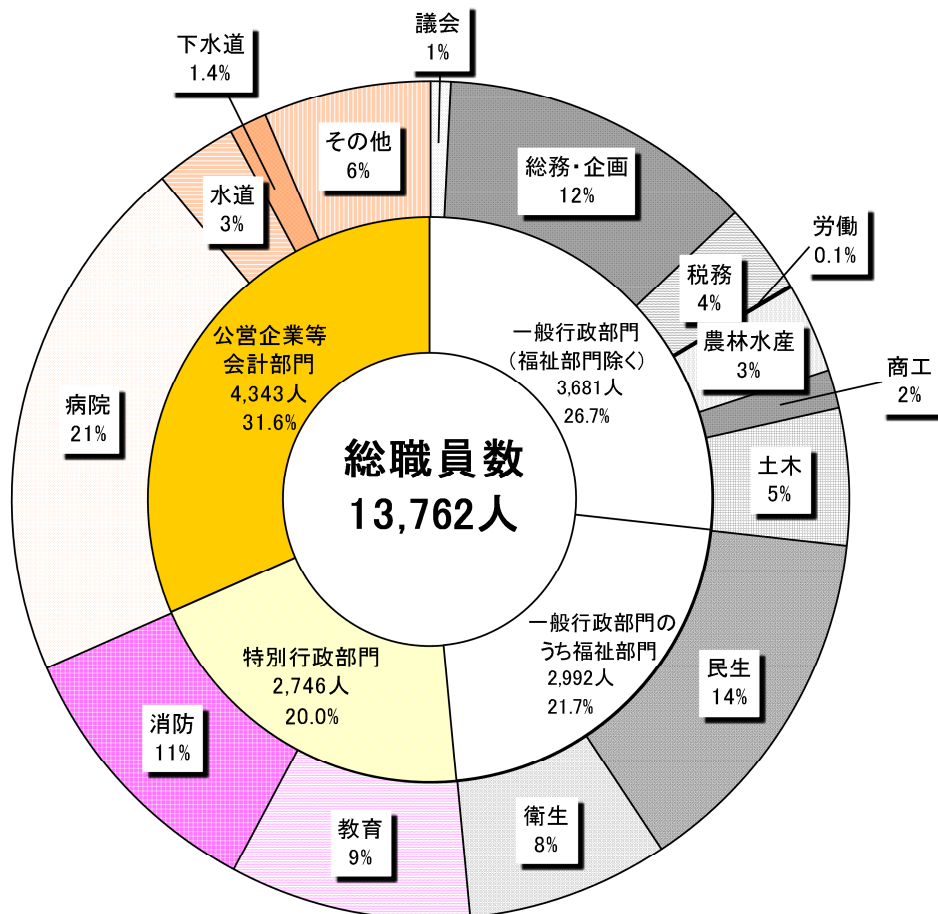 議会
1%
下水道
1.4%
その他
6%
総務・企画
12%
水道
3%
労働
0.1%
税務
4%
農林水産
3%
商工
2%
公営企業等
会計部門
4,343人
31.6%
一般行政部門
(福祉部門除く)
3,681人
26.7%
病院
21%
総職員数
13,762人
土木
5%
一般行政部門の
うち福祉部門
2,992人
21.7%
特別行政部門
2,746人
20.0%
民生
14%
消防
11%
衛生
8%
教育
9%